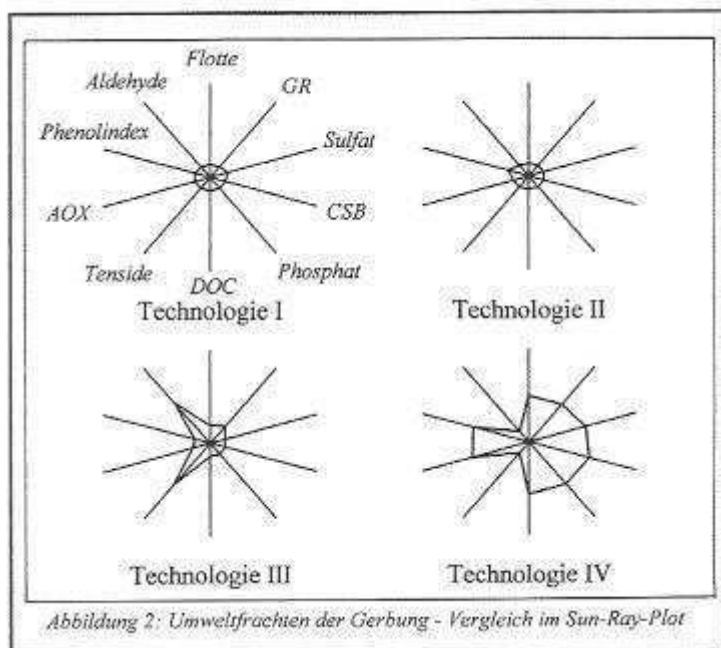 Flotte
Aldehyde
GR
Phenolindex
Sulfat
AOX
CSB
Tenside
Phosphat
DOC
Technologie I
Technologie II
Technologie III
Technologie IV
Abbildung 2: Umweltfrachten der Gerbung - Vergleich im Sun-Ray-Plot